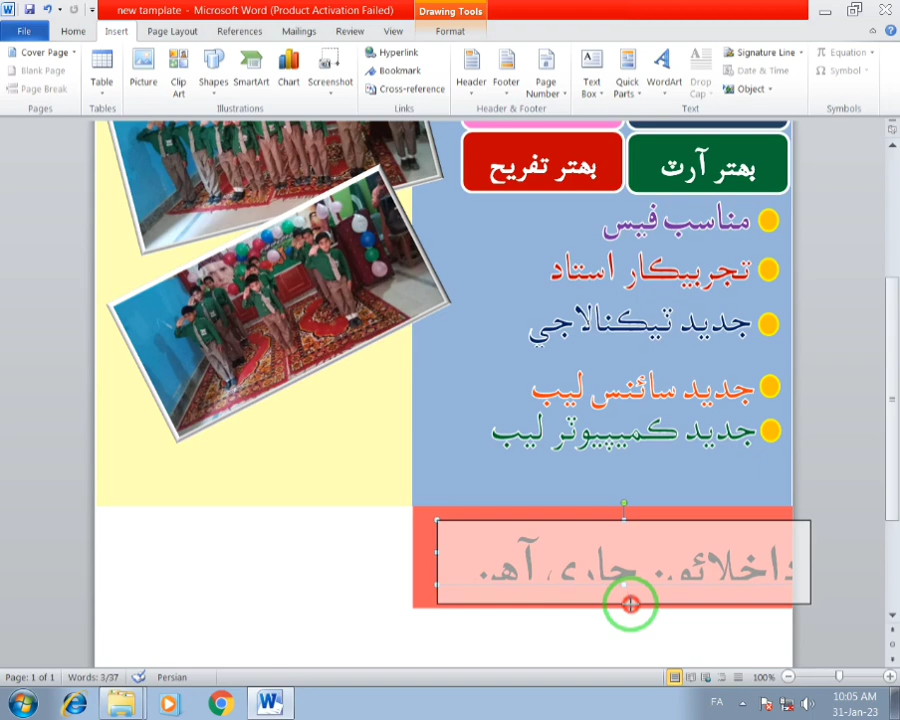 new tamplate - Microsoft Word (Product Activation Failed)
Drawing Tools
File Home Insert Page Layout References Mailings Review View Format
Cover Page
Blank Page
Page Break
Pages
Table
Tables
Picture
Clip Art
Shapes
SmartArt
Chart
Screenshot
Illustrations
Hyperlink
Bookmark
Cross-reference
Links
Header
Footer
Page Number
Header & Footer
Text Box
Quick Parts
WordArt
Drop Cap
Signature Line
Date & Time
Object
Text
Equation
Symbol
Symbols
بهتر آرٽ
بهتر تفريح
مناسب فيس
تجربيڪار استاد
جديد ٽيڪنالاجي
جديد سائنس ليب
جديد ڪمپيوٽر ليب
داخلائون جاري آهن
Page: 1 of 1
Words: 3/37
Persian
100%
FA
10:05 AM
31-Jan-23